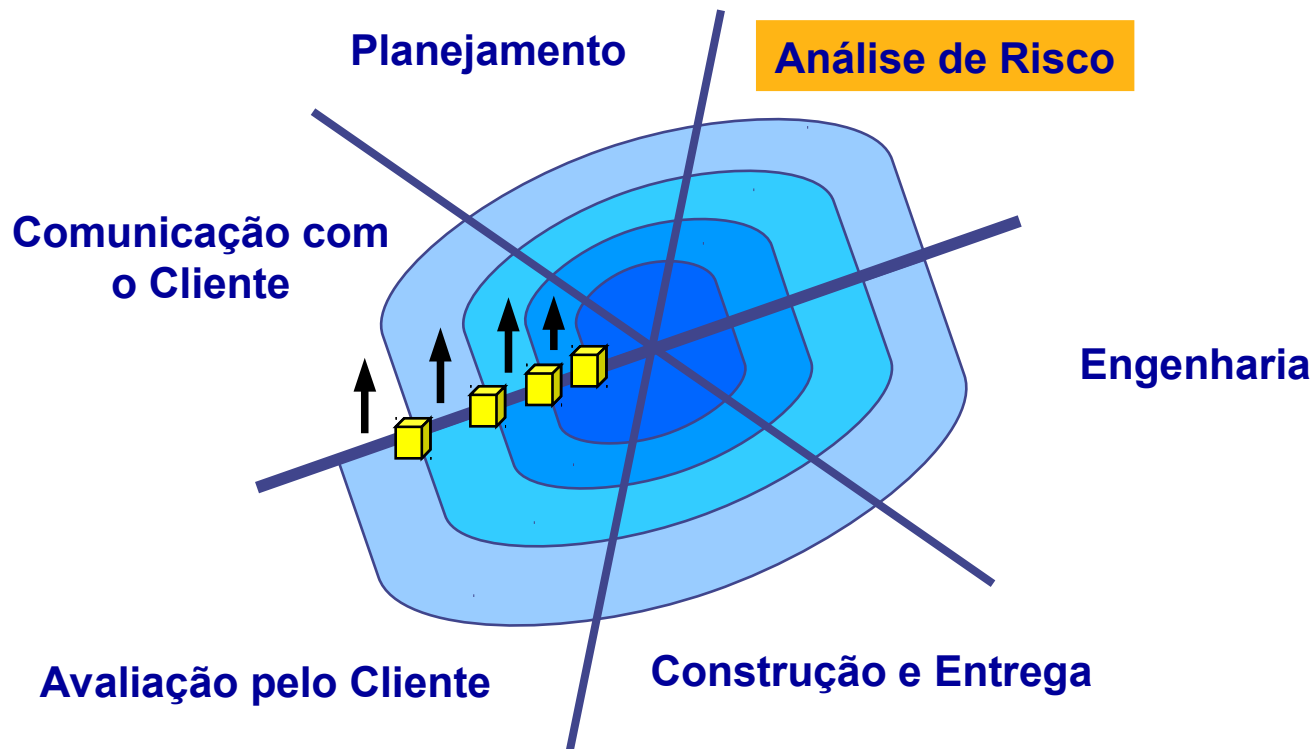 Planejamento
Análise de Risco
Comunicação com
o Cliente
Engenharia
Avaliação pelo Cliente
Construção e Entrega